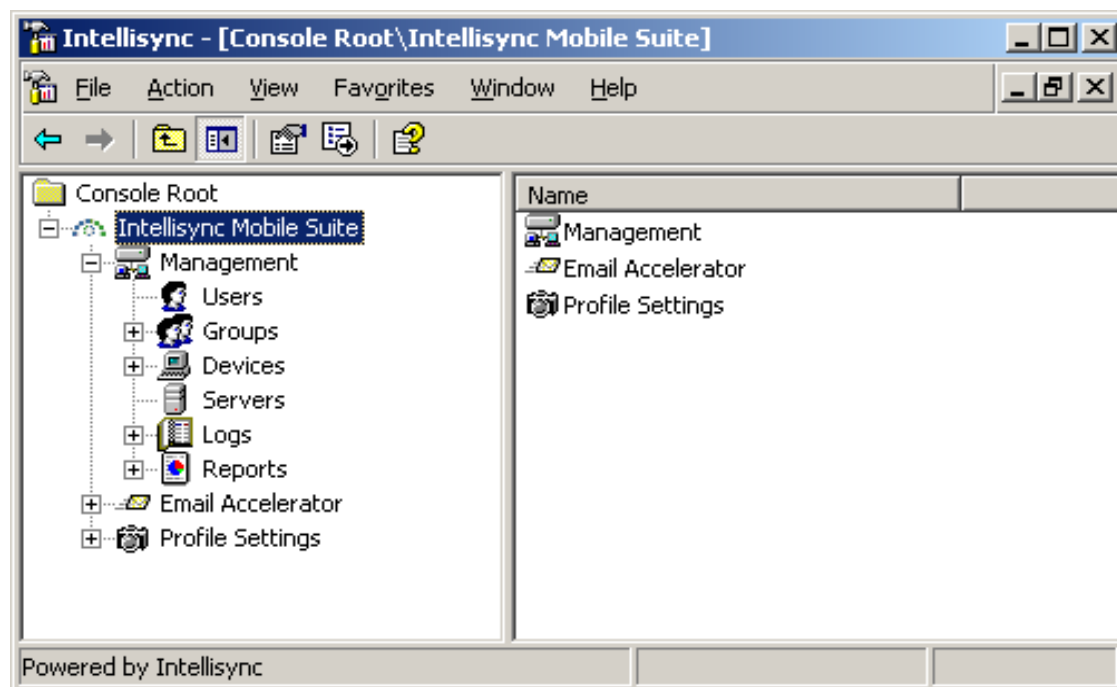 Intellisync - [Console Root\Intellisync Mobile Suite]
File Action View Favorites Window Help
Console Root
Intellisync Mobile Suite
Management
Users
Groups
Devices
Servers
Logs
Reports
Email Accelerator
Profile Settings
Name
Management
Email Accelerator
Profile Settings
Powered by Intellisync